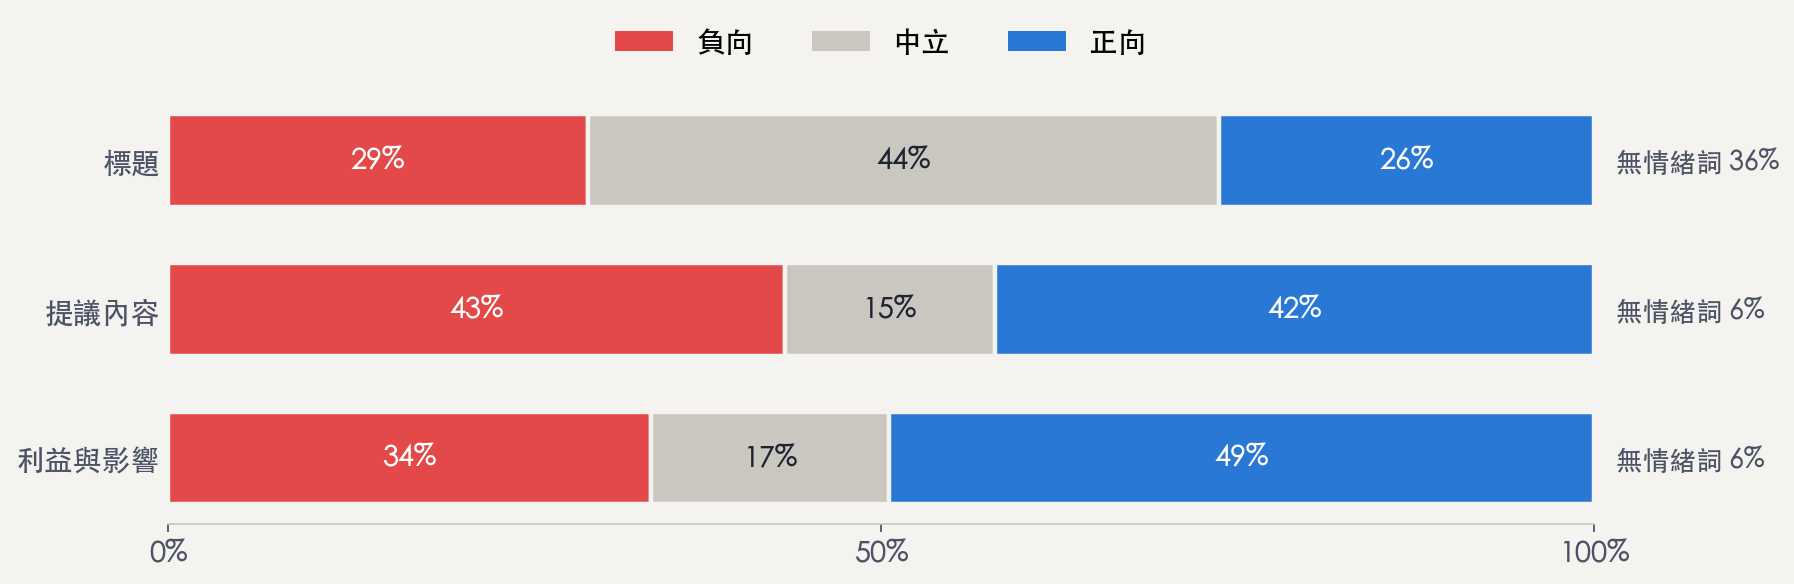 負向 中立 正向
標題 29% 44% 26% 無情緒詞 36%
提議內容 43% 15% 42% 無情緒詞 6%
利益與影響 34% 17% 49% 無情緒詞 6%
0% 50% 100%